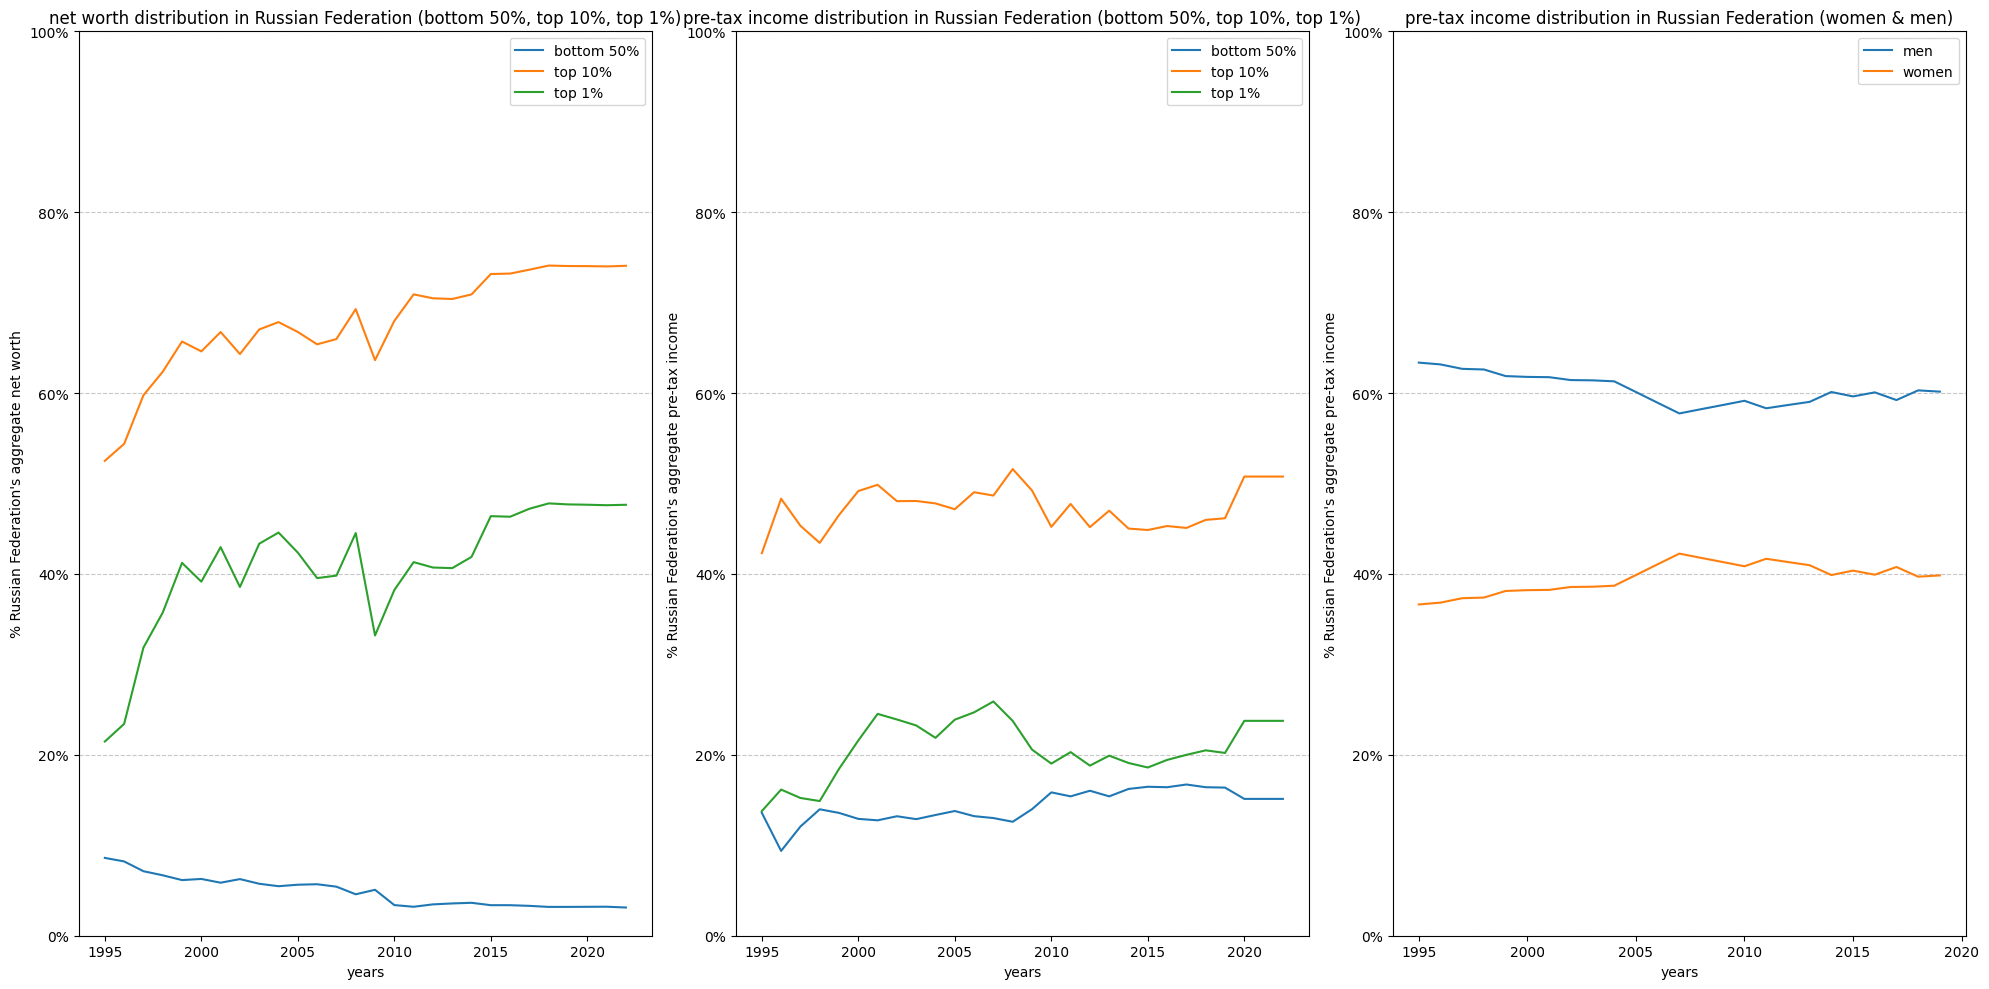 net worth distribution in Russian Federation (bottom 50%, top 10%, top 1%)
100%
80%
60%
40%
20%
0%
% Russian Federation's aggregate net worth
bottom 50%
top 10%
top 1%
1995
2000
2005
2010
2015
2020
years
pre-tax income distribution in Russian Federation (bottom 50%, top 10%, top 1%)
100%
80%
60%
40%
20%
0%
% Russian Federation's aggregate pre-tax income
bottom 50%
top 10%
top 1%
1995
2000
2005
2010
2015
2020
years
pre-tax income distribution in Russian Federation (women & men)
100%
80%
60%
40%
20%
0%
% Russian Federation's aggregate pre-tax income
men
women
1995
2000
2005
2010
2015
2020
years